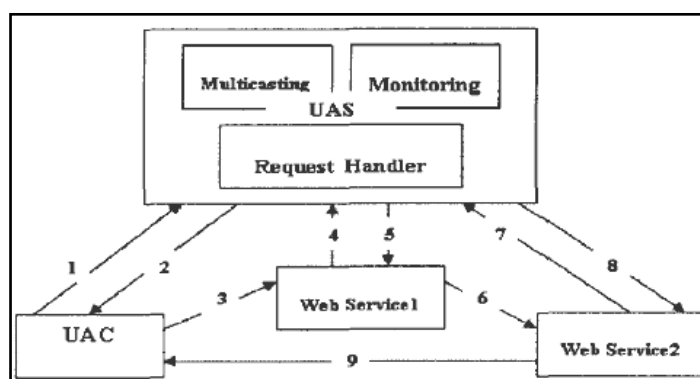 Multicasting
Monitoring
UAS
Request Handler
1
2
4
5
7
8
3
Web Service1
6
UAC
Web Service2
9